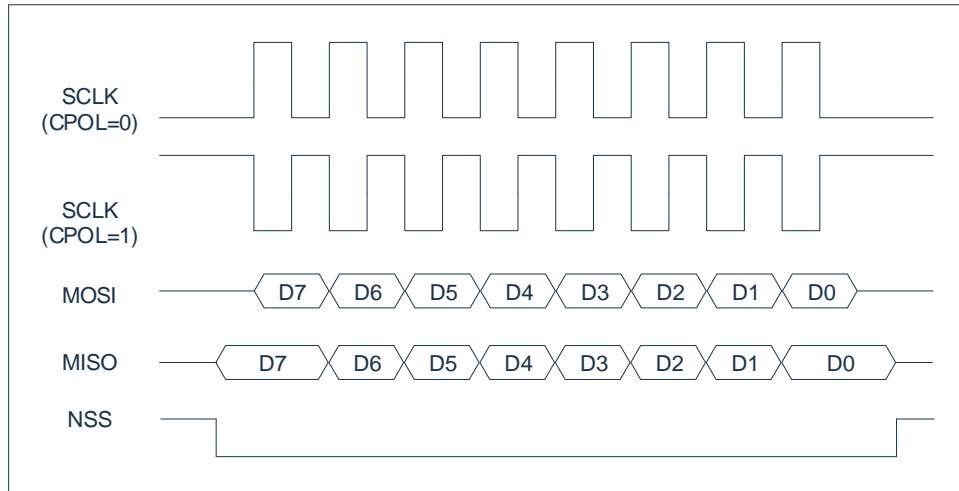 SCLK
(CPOL=0)
SCLK
(CPOL=1)
MOSI
D7 D6 D5 D4 D3 D2 D1 D0
MISO
D7 D6 D5 D4 D3 D2 D1 D0
NSS